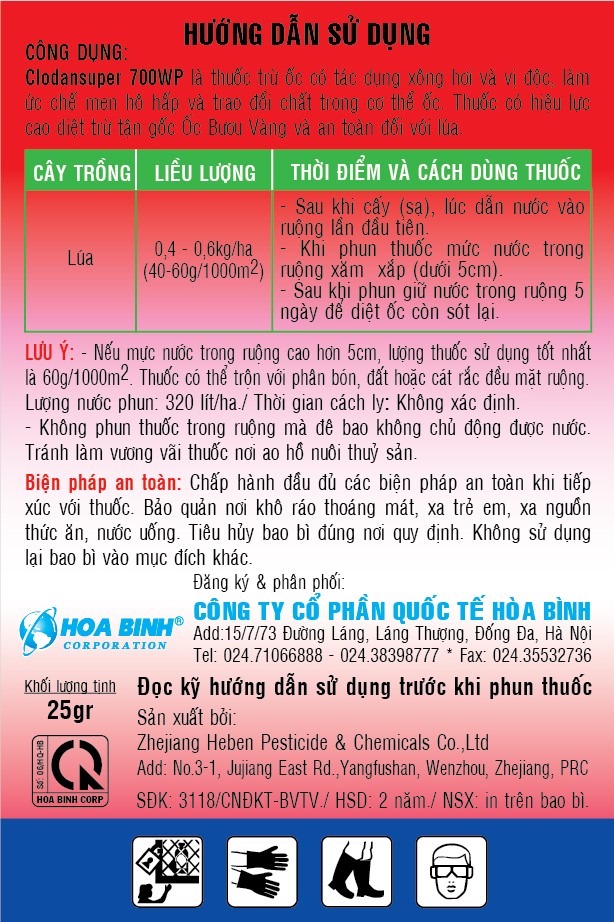 HƯỚNG DẪN SỬ DỤNG
CÔNG DỤNG:
Clodansuper 700WP là thuốc trừ ốc có tác dụng xông hơi và vị độc, làm
ức chế men hô hấp và trao đổi chất trong cơ thể ốc. Thuốc có hiệu lực
cao diệt trừ tận gốc Ốc Bươu Vàng và an toàn đối với lúa.
CÂY TRỒNG LIỀU LƯỢNG THỜI ĐIỂM VÀ CÁCH DÙNG THUỐC
Lúa
0,4 - 0,6kg/ha
(40-60g/1000m2)
- Sau khi cấy (sạ), lúc dẫn nước vào
ruộng lần đầu tiên.
- Khi phun thuốc mức nước trong
ruộng xăm xắp (dưới 5cm).
- Sau khi phun giữ nước trong ruộng 5
ngày để diệt ốc còn sót lại.
LƯU Ý: - Nếu mực nước trong ruộng cao hơn 5cm, lượng thuốc sử dụng tốt nhất
là 60g/1000m2. Thuốc có thể trộn với phân bón, đất hoặc cát rắc đều mặt ruộng.
Lượng nước phun: 320 lít/ha./ Thời gian cách ly: Không xác định.
- Không phun thuốc trong ruộng mà đê bao không chủ động được nước.
Tránh làm vương vãi thuốc nơi ao hồ nuôi thuỷ sản.
Biện pháp an toàn: Chấp hành đầu đủ các biện pháp an toàn khi tiếp
xúc với thuốc. Bảo quản nơi khô ráo thoáng mát, xa trẻ em, xa nguồn
thức ăn, nước uống. Tiêu hủy bao bì đúng nơi quy định. Không sử dụng
lại bao bì vào mục đích khác.
Đăng ký & phân phối:
HOA BINH®
CORPORATION
CÔNG TY CỔ PHẦN QUỐC TẾ HÒA BÌNH
Add:15/7/73 Đường Láng, Láng Thượng, Đống Đa, Hà Nội
Tel: 024.71066888 - 024.38398777 * Fax: 024.35532736
Khối lượng tịnh
25gr
Đọc kỹ hướng dẫn sử dụng trước khi phun thuốc
Sản xuất bởi:
Zhejiang Heben Pesticide & Chemicals Co.,Ltd
Add: No.3-1, Jujiang East Rd.,Yangfushan, Wenzhou, Zhejiang, PRC
SĐK: 3118/CNĐKT-BVTV./ HSD: 2 năm./ NSX: in trên bao bì.
Số: 06/HQ-HB
HOA BINH CORP